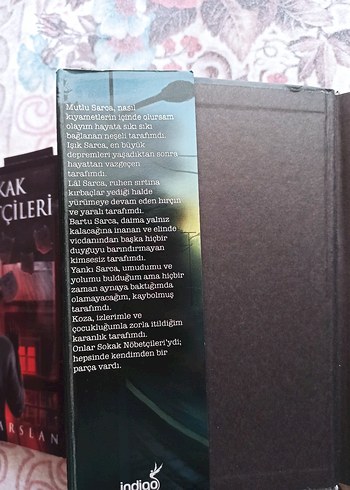 Mutlu Sarca, nasıl
kıyametlerin içinde olursam
olayım hayata sıkı sıkı
bağlanan neşeli tarafımdı.
Işık Sarca, en büyük
depremleri yaşadıktan sonra
hayattan vazgeçen
tarafımdı.
Lâl Sarca, ruhen sırtına
kırbaçlar yediği halde
yürümeye devam eden hırçın
ve yaralı tarafımdı.
Bartu Sarca, daima yalnız
kalacağına inanan ve elinde
vicdanından başka hiçbir
duyguyu barındırmayan
kimsesiz tarafımdı.
Yankı Sarca, umudumu ve
yolumu bulduğum ama hiçbir
zaman aynaya baktığımda
olamayacağım, kaybolmuş
tarafımdı.
Koza, izlerimle ve
çocukluğumla zorla itildiğim
karanlık tarafımdı.
Onlar Sokak Nöbetçileri'ydi;
hepsinde kendimden bir
parça vardı.
indigo
KAK
TÇİLERİ
ARSLAN